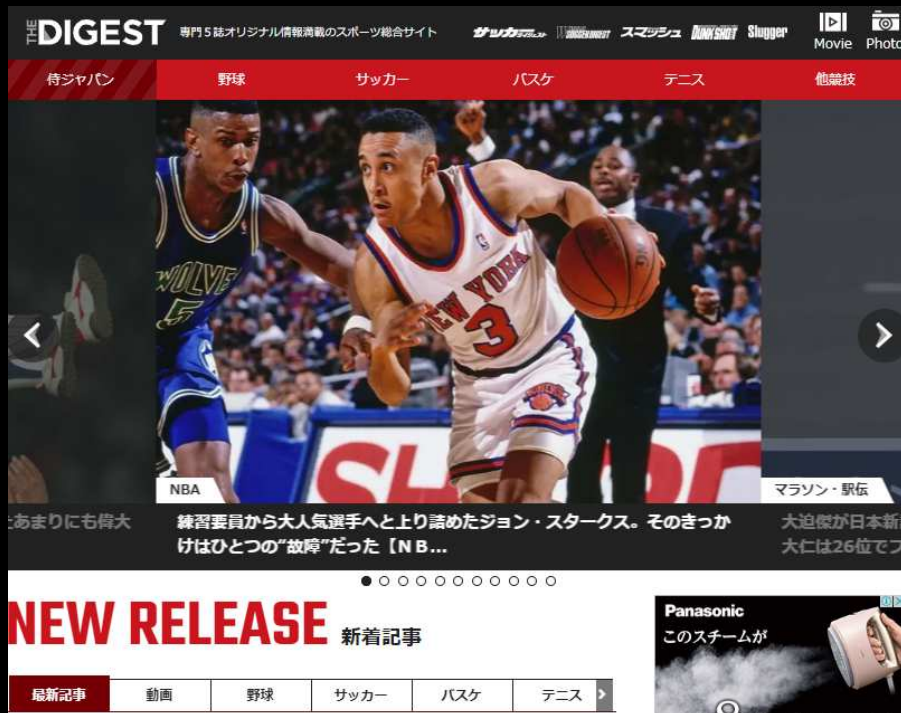 THE DIGEST 専門5誌オリジナル情報満載のスポーツ総合サイト スマッシュ DUNKSHOT Slugger Movie Photo
侍ジャパン 野球 サッカー バスケ テニス 他競技
WOLVE
5
NEW YORK
3
NBA
マラソン・駅伝
あまりにも偉大
練習要員から大人気選手へと上り詰めたジョン・スタークス。そのきっか
けはひとつの“故障”だった【NB...
大迫傑が日本新
大仁は26位でフ
NEW RELEASE 新着記事
Panasonic
このスチームが
最新記事 動画 野球 サッカー バスケ テニス